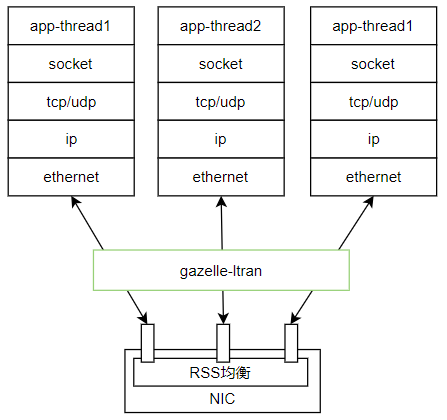 app-thread1
socket
tcp/udp
ip
ethernet
app-thread2
socket
tcp/udp
ip
ethernet
app-thread1
socket
tcp/udp
ip
ethernet
gazelle-ltran
RSS均衡
NIC